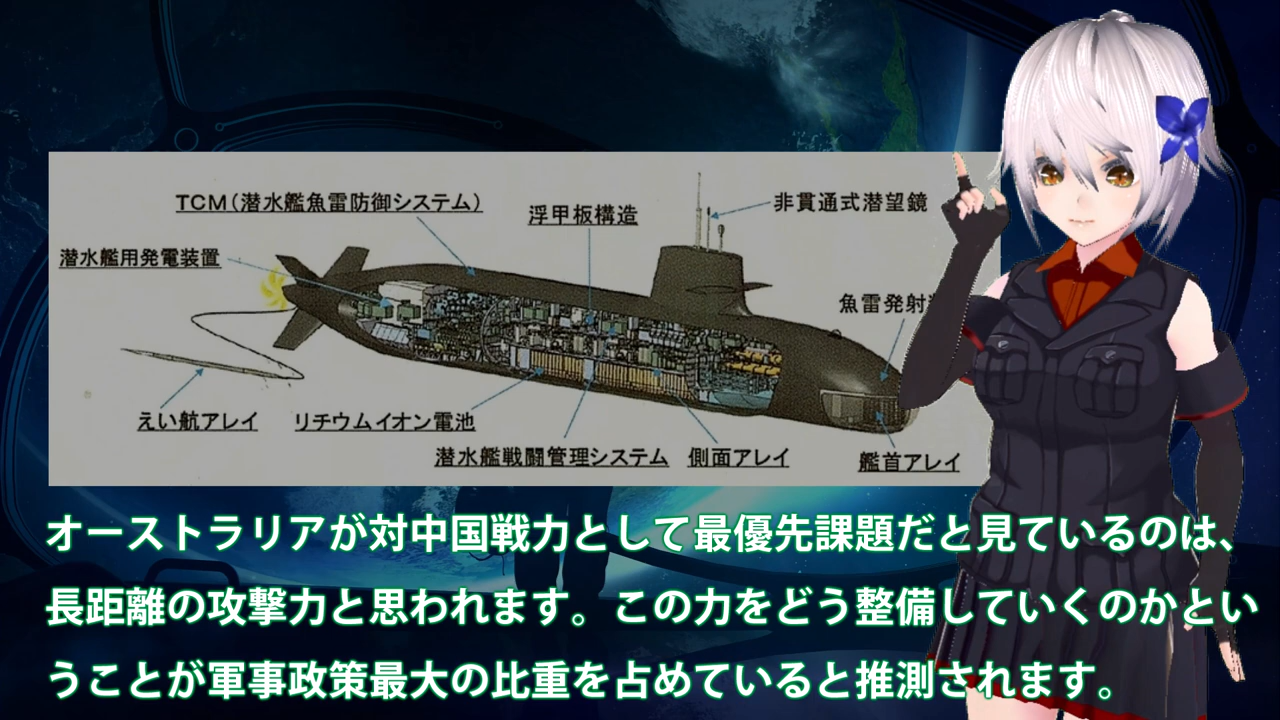 TCM(潜水艦魚雷防御システム)
浮甲板構造
非貫通式潜望鏡
潜水艦用発電装置
魚雷発射
えい航アレイ
リチウムイオン電池
潜水艦戦闘管理システム
側面アレイ
艦首アレイ
オーストラリアが対中国戦力として最優先課題だと見ているのは、
長距離の攻撃力と思われます。この力をどう整備していくのかとい
うことが軍事政策最大の比重を占めていると推測されます。